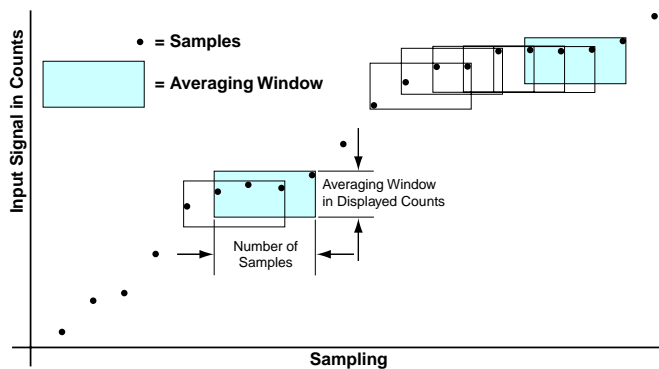 = Samples
= Averaging Window
Input Signal in Counts
Averaging Window
in Displayed Counts
Number of
Samples
Sampling